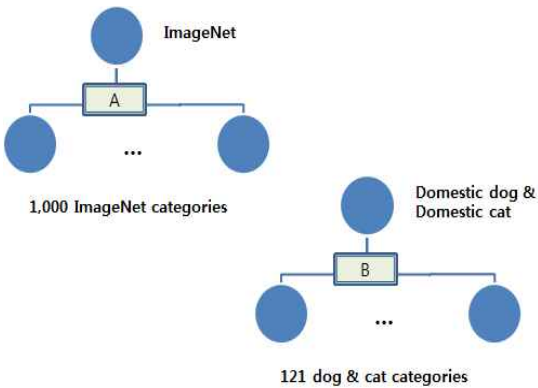 ImageNet
A
...
1,000 ImageNet categories
Domestic dog &
Domestic cat
B
...
121 dog & cat categories